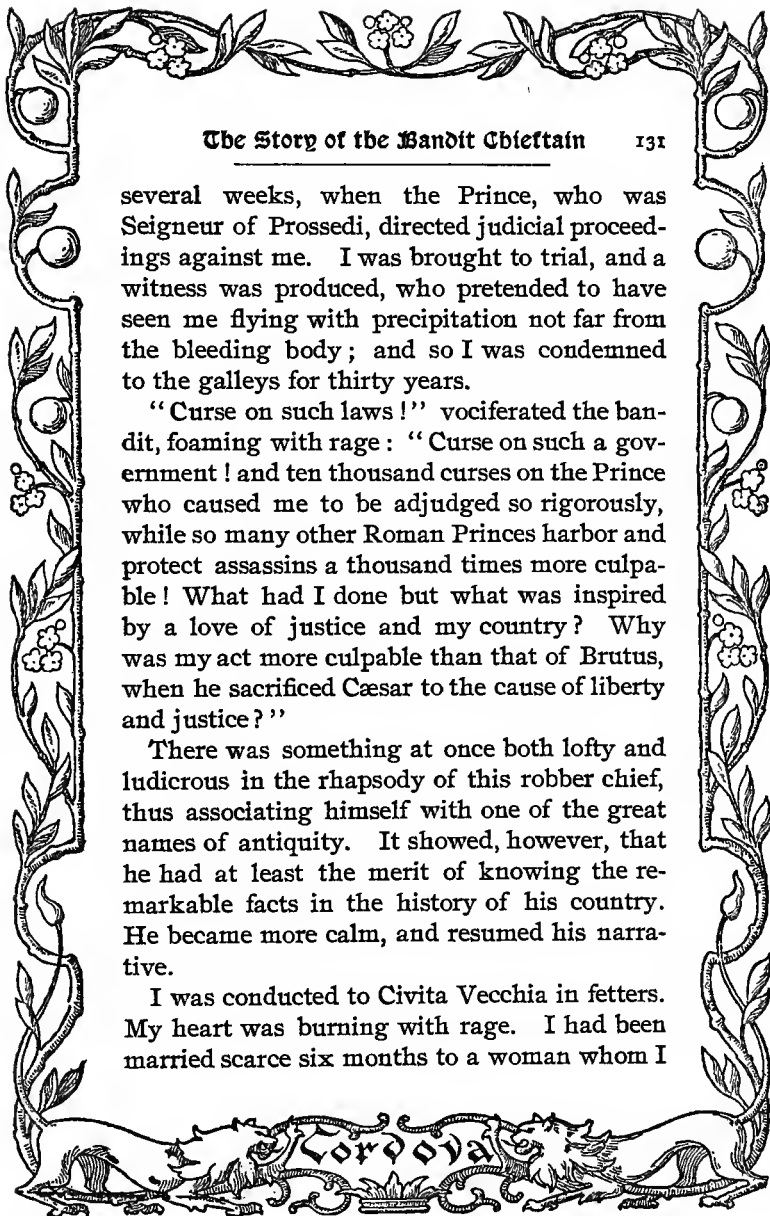 The Story of the Bandit Chieftain 131
several weeks, when the Prince, who was
Seigneur of Prossedi, directed judicial proceed-
ings against me. I was brought to trial, and a
witness was produced, who pretended to have
seen me flying with precipitation not far from
the bleeding body; and so I was condemned
to the galleys for thirty years.
"Curse on such laws!" vociferated the ban-
dit, foaming with rage: "Curse on such a gov-
ernment! and ten thousand curses on the Prince
who caused me to be adjudged so rigorously,
while so many other Roman Princes harbor and
protect assassins a thousand times more culpa-
ble! What had I done but what was inspired
by a love of justice and my country? Why
was my act more culpable than that of Brutus,
when he sacrificed Cæsar to the cause of liberty
and justice?"
There was something at once both lofty and
ludicrous in the rhapsody of this robber chief,
thus associating himself with one of the great
names of antiquity. It showed, however, that
he had at least the merit of knowing the re-
markable facts in the history of his country.
He became more calm, and resumed his narra-
tive.
I was conducted to Civita Vecchia in fetters.
My heart was burning with rage. I had been
married scarce six months to a woman whom I
Cordova